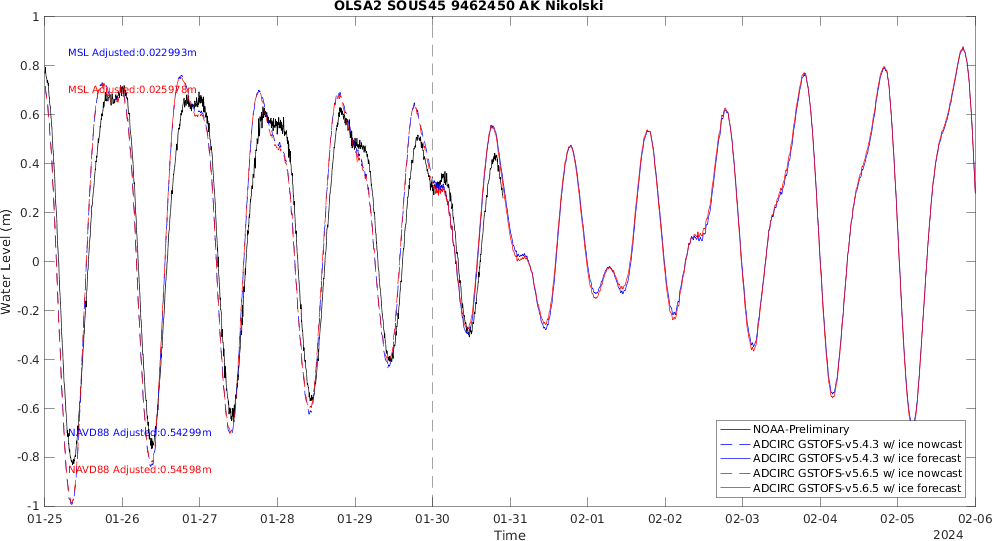 OLSA2 SOUS45 9462450 AK Nikolski
1
0.8
0.6
0.4
0.2
0
-0.2
-0.4
-0.6
-0.8
-1
Water Level (m)
MSL Adjusted:0.022993m
MSL Adjusted:0.025978m
NAVD88 Adjusted:0.54299m
NAVD88 Adjusted:0.54598m
NOAA-Preliminary
ADCIRC GSTOFS-v5.4.3 w/ ice nowcast
ADCIRC GSTOFS-v5.4.3 w/ ice forecast
ADCIRC GSTOFS-v5.6.5 w/ ice nowcast
ADCIRC GSTOFS-v5.6.5 w/ ice forecast
01-25 01-26 01-27 01-28 01-29 01-30 01-31 02-01 02-02 02-03 02-04 02-05 02-06
Time
2024